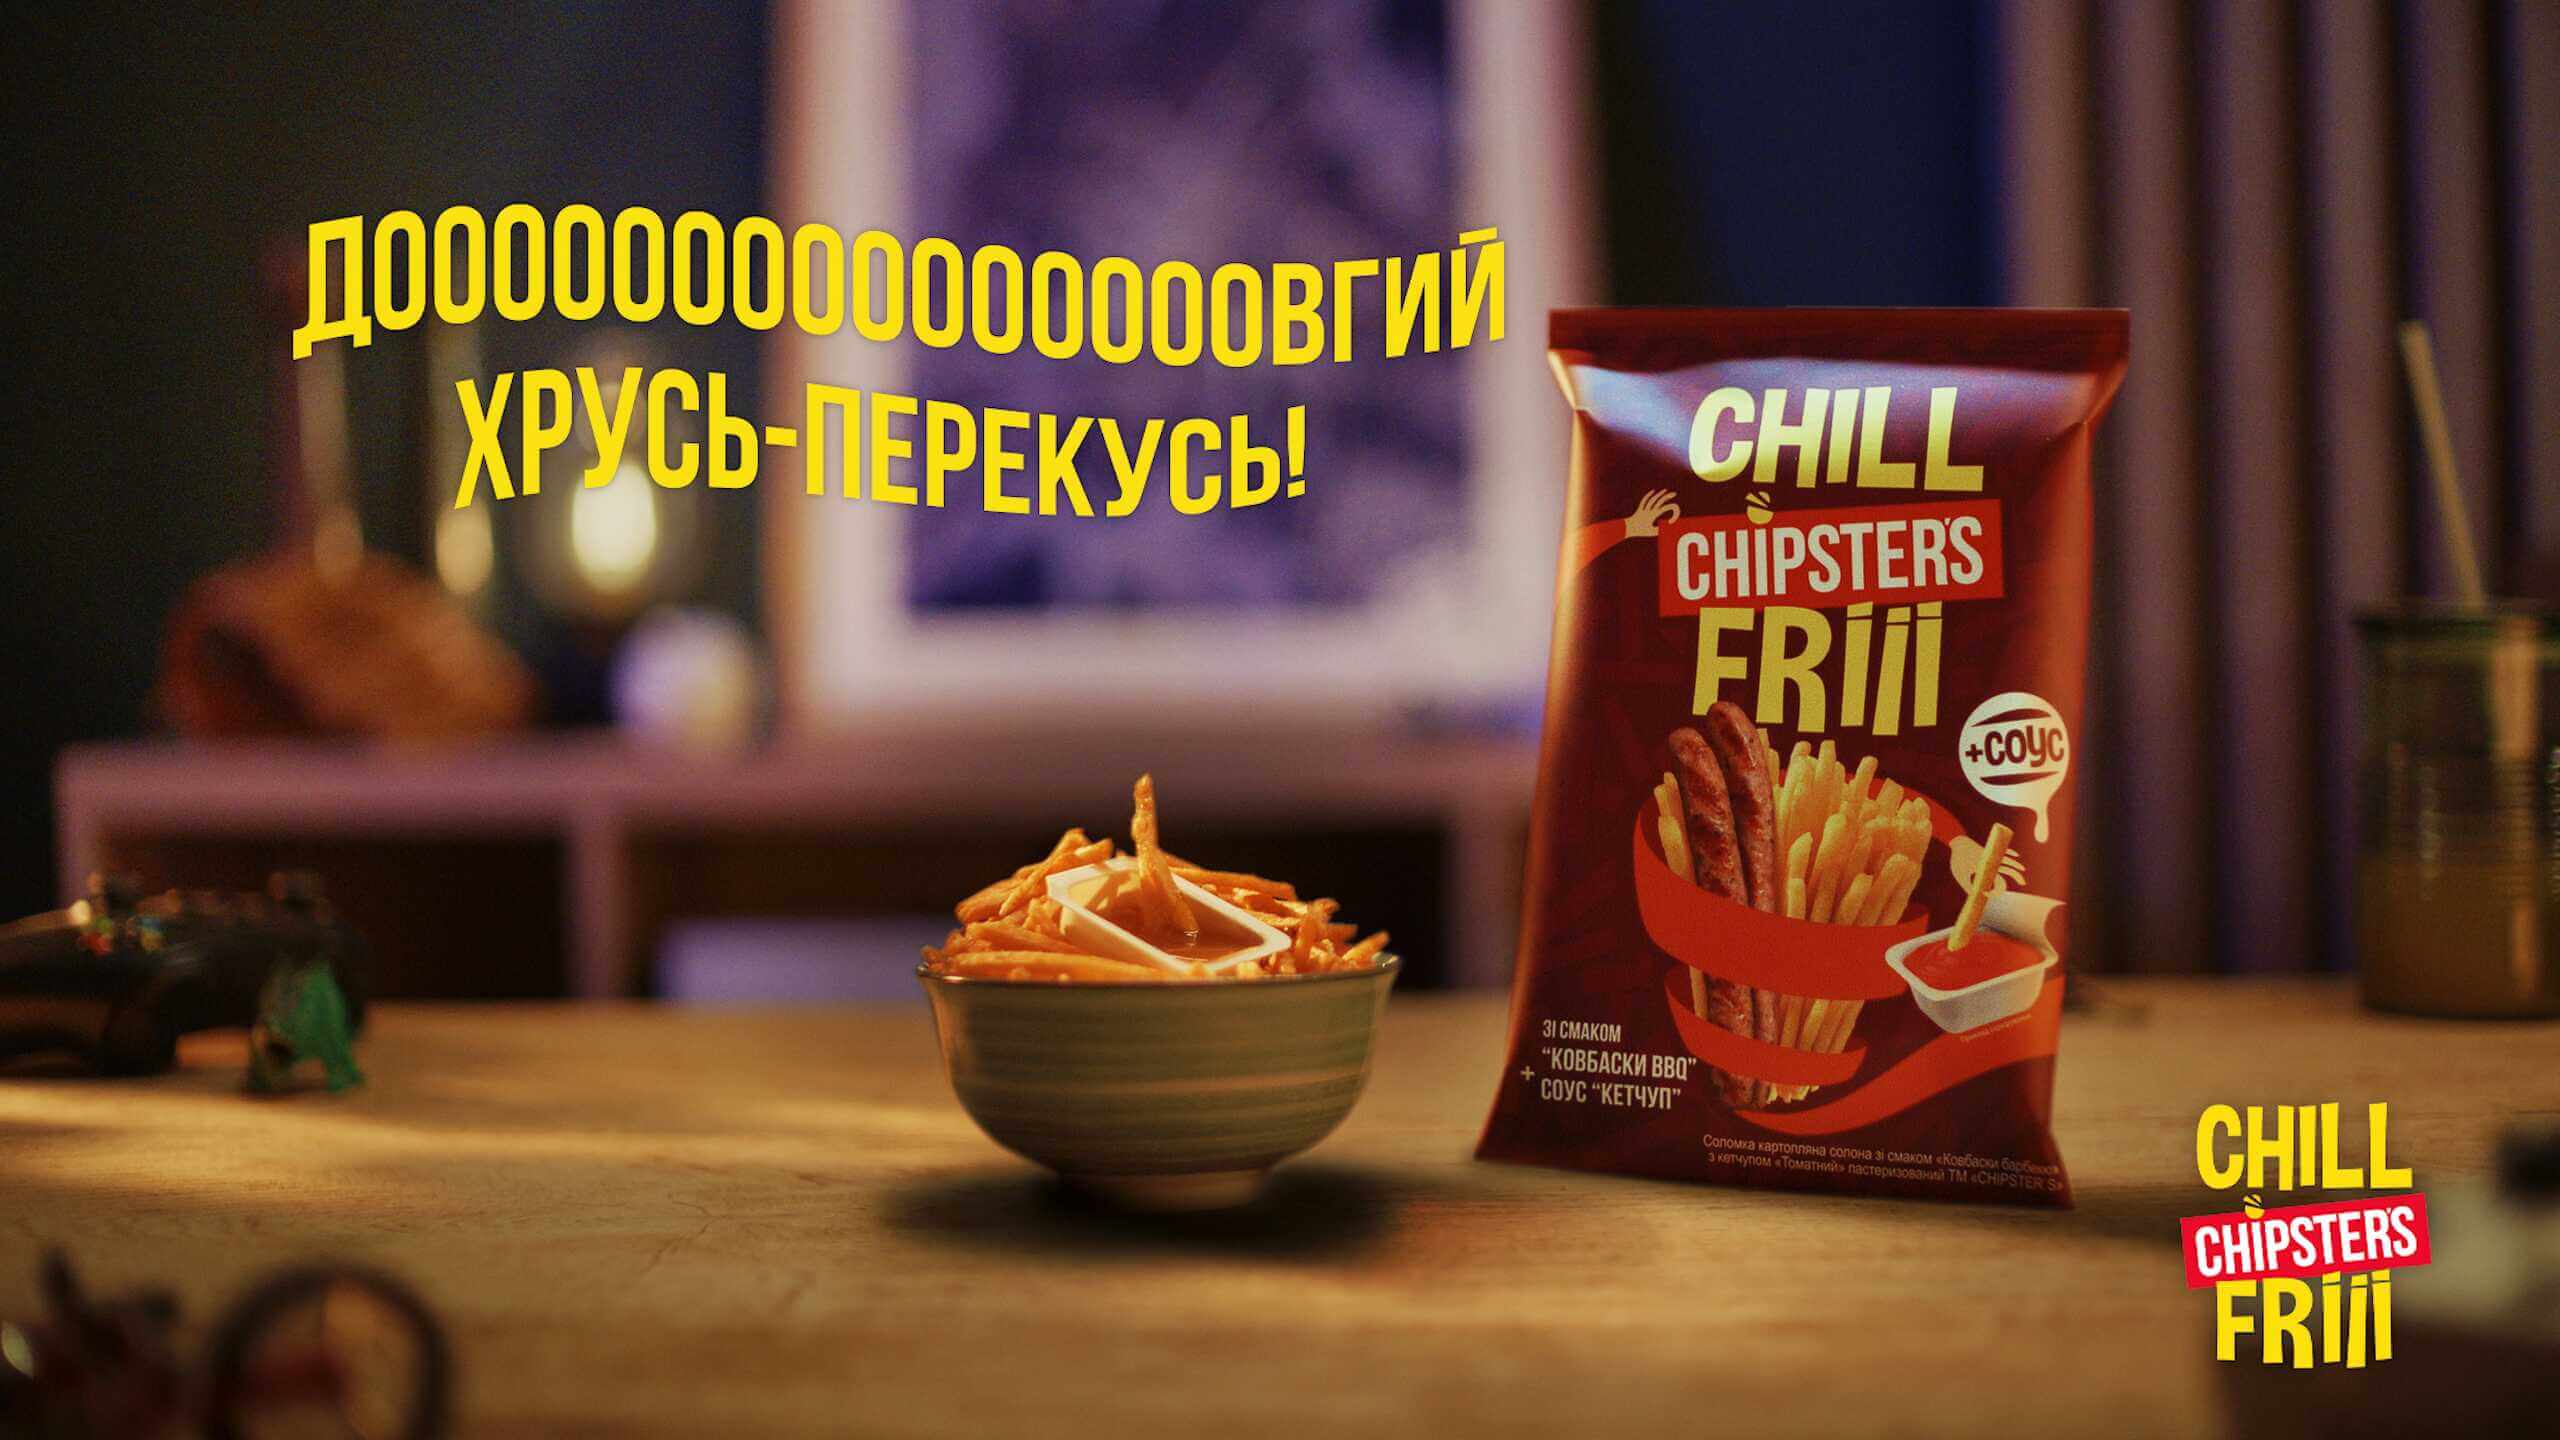 ДOOOOOOOOOOOOOOOВГИЙ
ХРУСЬ-ПЕРЕКУСЬ!
CHILL
CHIPSTER'S
FRIII
+соус
ЗІ СМАКОМ
“КОВБАСКИ BBQ”
+ СОУС “КЕТЧУП”
Соломка картопляна солона зі смаком «Ковбаски барбекю»
з кетчупом «Томатний» пастеризований ТМ «CHIPSTER'S»
CHILL
CHIPSTER'S
FRIII